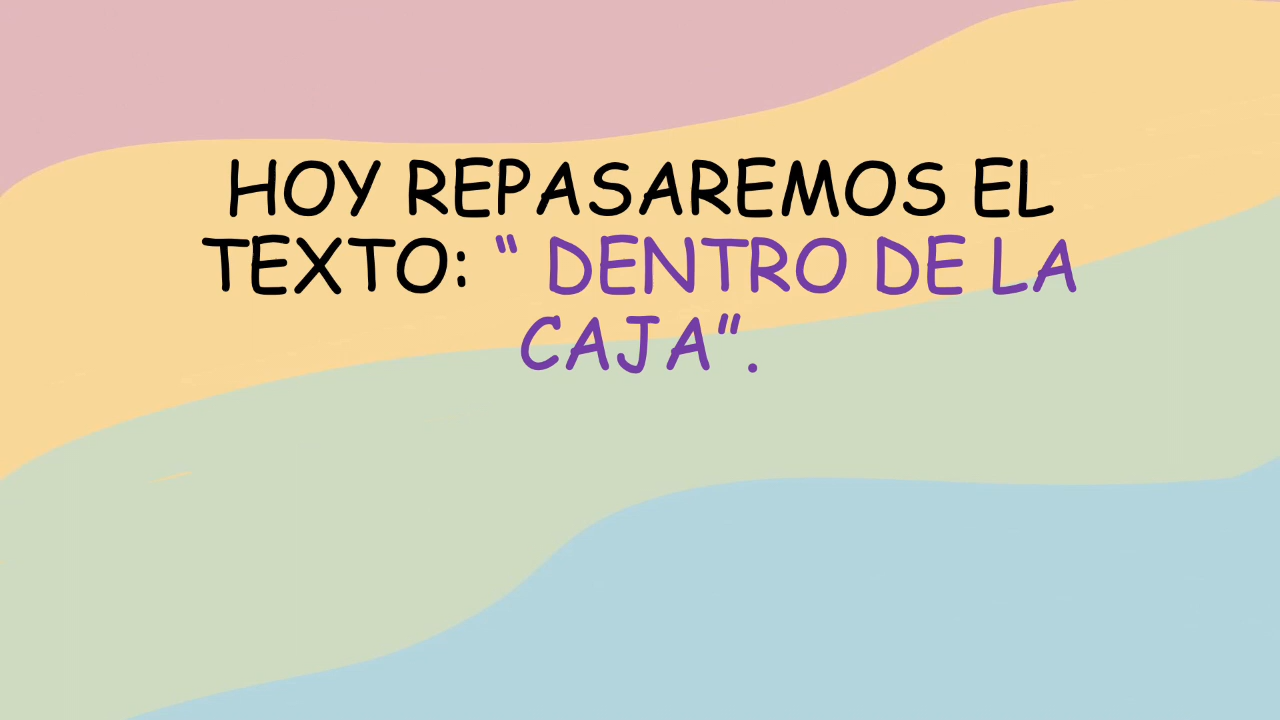 HOY REPASAREMOS EL
TEXTO: “ DENTRO DE LA
CAJA”.